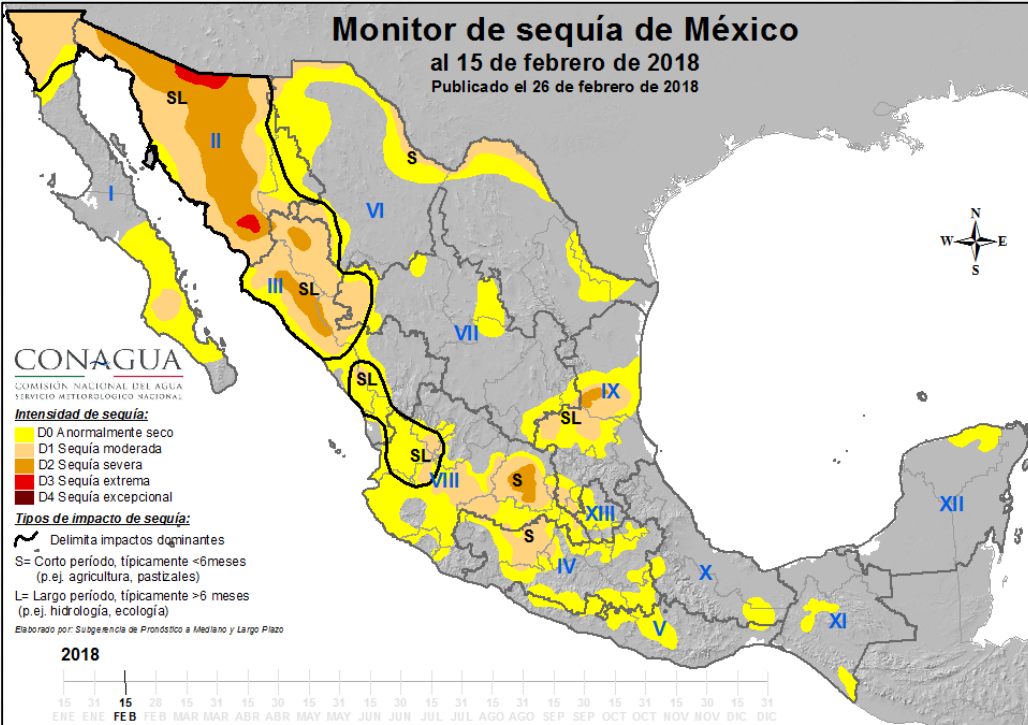 Monitor de sequía de México
al 15 de febrero de 2018
Publicado el 26 de febrero de 2018
SL
II
S
I
VI
N
W E
S
III
SL
VII
CONAGUA
COMISIÓN NACIONAL DEL AGUA
SERVICIO METEOROLÓGICO NACIONAL
SL
IX
SL
Intensidad de sequía:
D0 Anormalmente seco
D1 Sequía moderada
D2 Sequía severa
D3 Sequía extrema
D4 Sequía excepcional
SL
VIII
S
XIII
XII
Tipos de impacto de sequía:
Delimita impactos dominantes
S= Corto período, típicamente <6meses
(p.ej. agricultura, pastizales)
L= Largo período, típicamente >6 meses
(p.ej. hidrología, ecología)
S
IV
X
V
XI
Elaborado por: Subgerencia de Pronóstico a Mediano y Largo Plazo
2018
15 31 15 28 15 31 15 30 15 31 15 30 15 31 15 31 15 30 15 31 15 30 15 31
ENE ENE FEB FEB MAR MAR ABR ABR MAY MAY JUN JUN JUL JUL AGO AGO SEP SEP OCT OCT NOV NOV DIC DIC